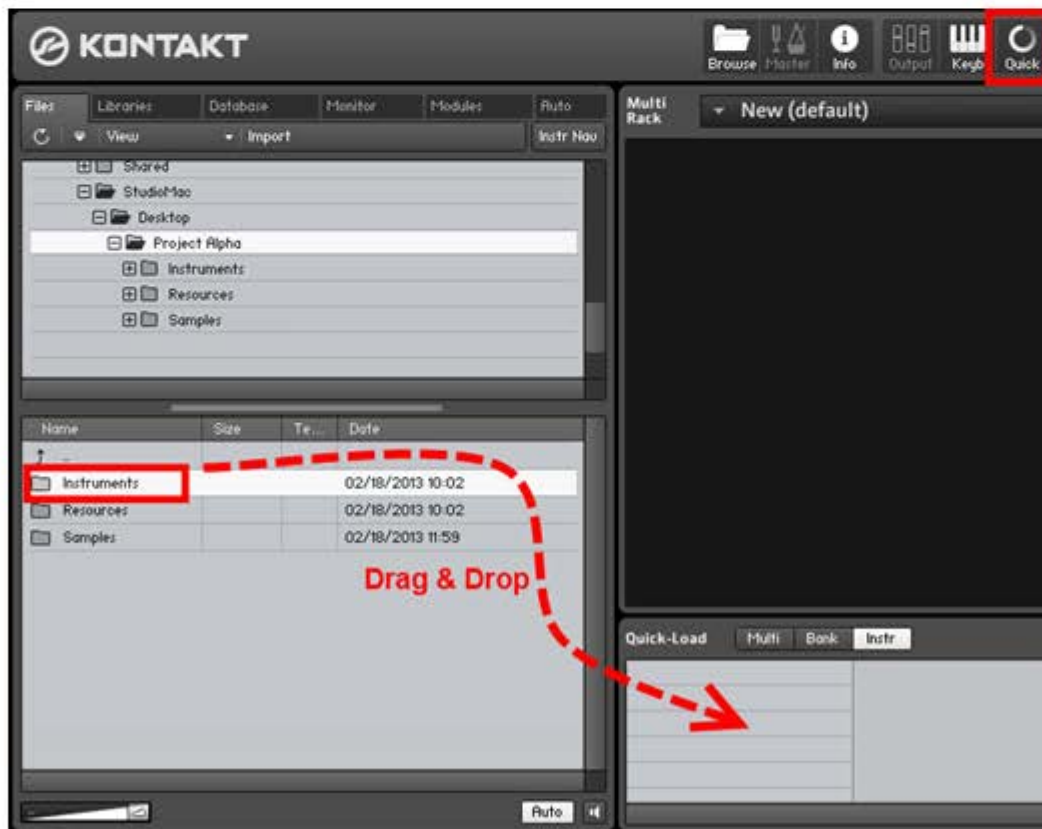 KONTAKT
Browse Master Info Output Keyb Quick
Files Libraries Database Monitor Modules Auto
View Import Instr Nav
Shared
StudioMac
Desktop
Project Alpha
Instruments
Resources
Samples
Name Size Te... Date
Instruments 02/18/2013 10:02
Resources 02/18/2013 10:02
Samples 02/18/2013 11:59
Drag & Drop
Auto
Multi
Rack
New (default)
Quick-Load Multi Bank Instr